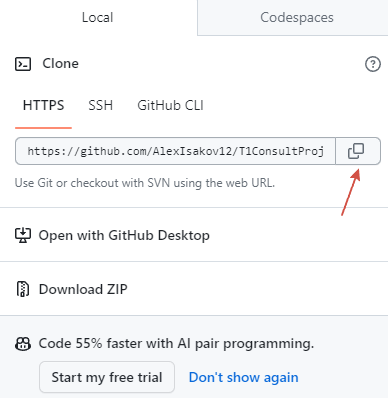 Local Codespaces
Clone
HTTPS SSH GitHub CLI
https://github.com/AlexIsakov12/T1ConsultProj
Use Git or checkout with SVN using the web URL.
Open with GitHub Desktop
Download ZIP
Code 55% faster with AI pair programming.
Start my free trial Don't show again